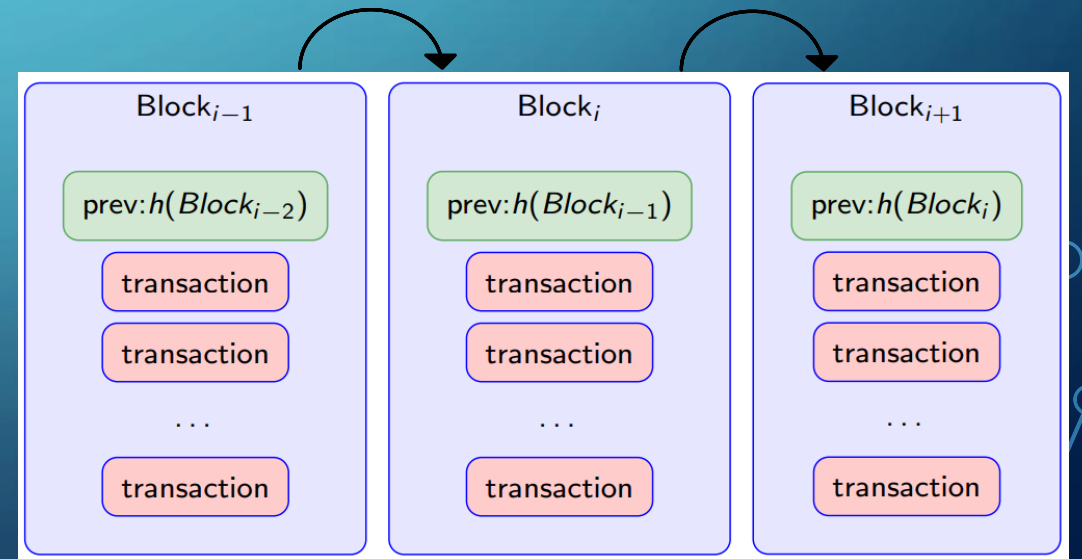 Block_{i−1}
prev:h(Block_{i−2})
transaction
transaction
...
transaction
Block_i
prev:h(Block_{i−1})
transaction
transaction
...
transaction
Block_{i+1}
prev:h(Block_i)
transaction
transaction
...
transaction